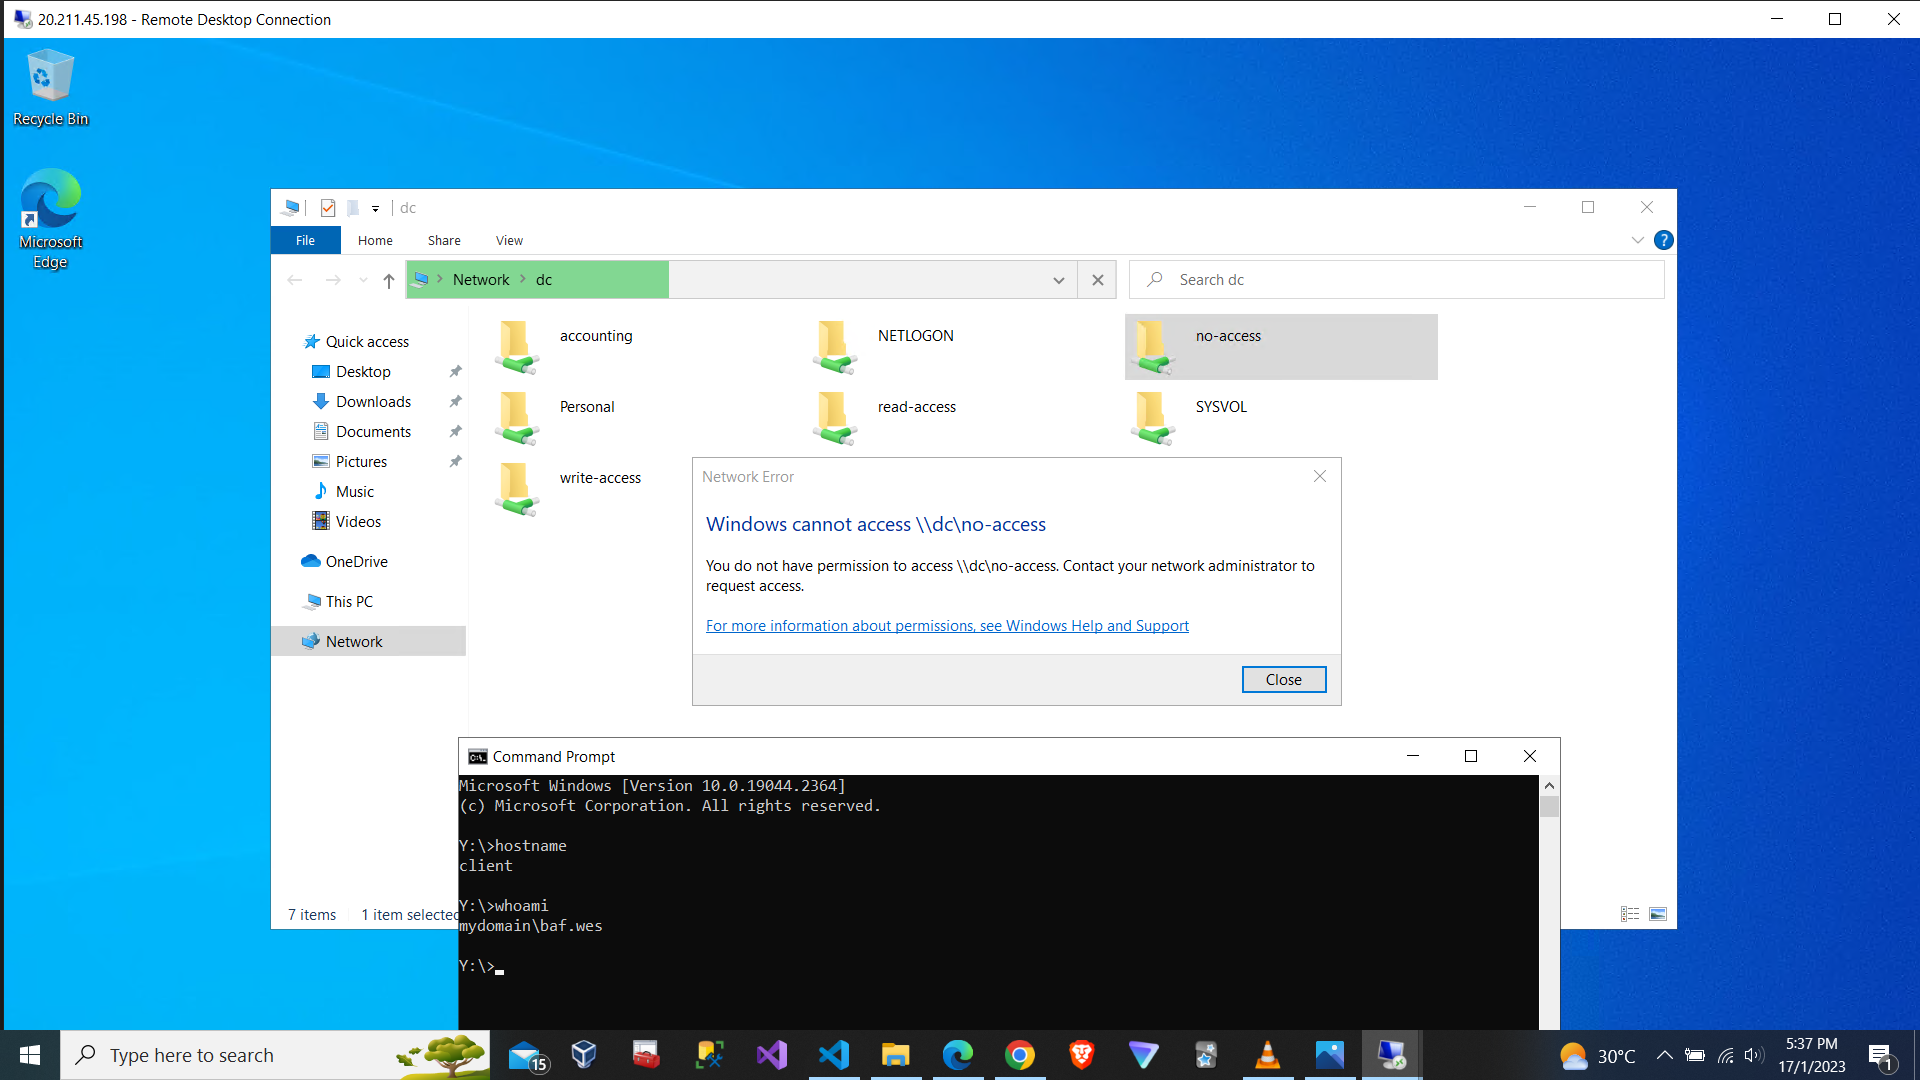 20.211.45.198 - Remote Desktop Connection
Recycle Bin
Microsoft
Edge
dc
File
Home
Share
View
?
Network
dc
Search dc
Quick access
Desktop
Downloads
Documents
Pictures
Music
Videos
OneDrive
This PC
Network
accounting
NETLOGON
no-access
Personal
read-access
SYSVOL
write-access
Network Error
Windows cannot access \\dc\no-access
You do not have permission to access \\dc\no-access. Contact your network administrator to
request access.
For more information about permissions, see Windows Help and Support
Close
7 items
1 item selected
Command Prompt
Microsoft Windows [Version 10.0.19044.2364]
(c) Microsoft Corporation. All rights reserved.
Y:\>hostname
client
Y:\>whoami
mydomain\baf.wes
Y:\>
Type here to search
15
30°C
5:37 PM
17/1/2023
1